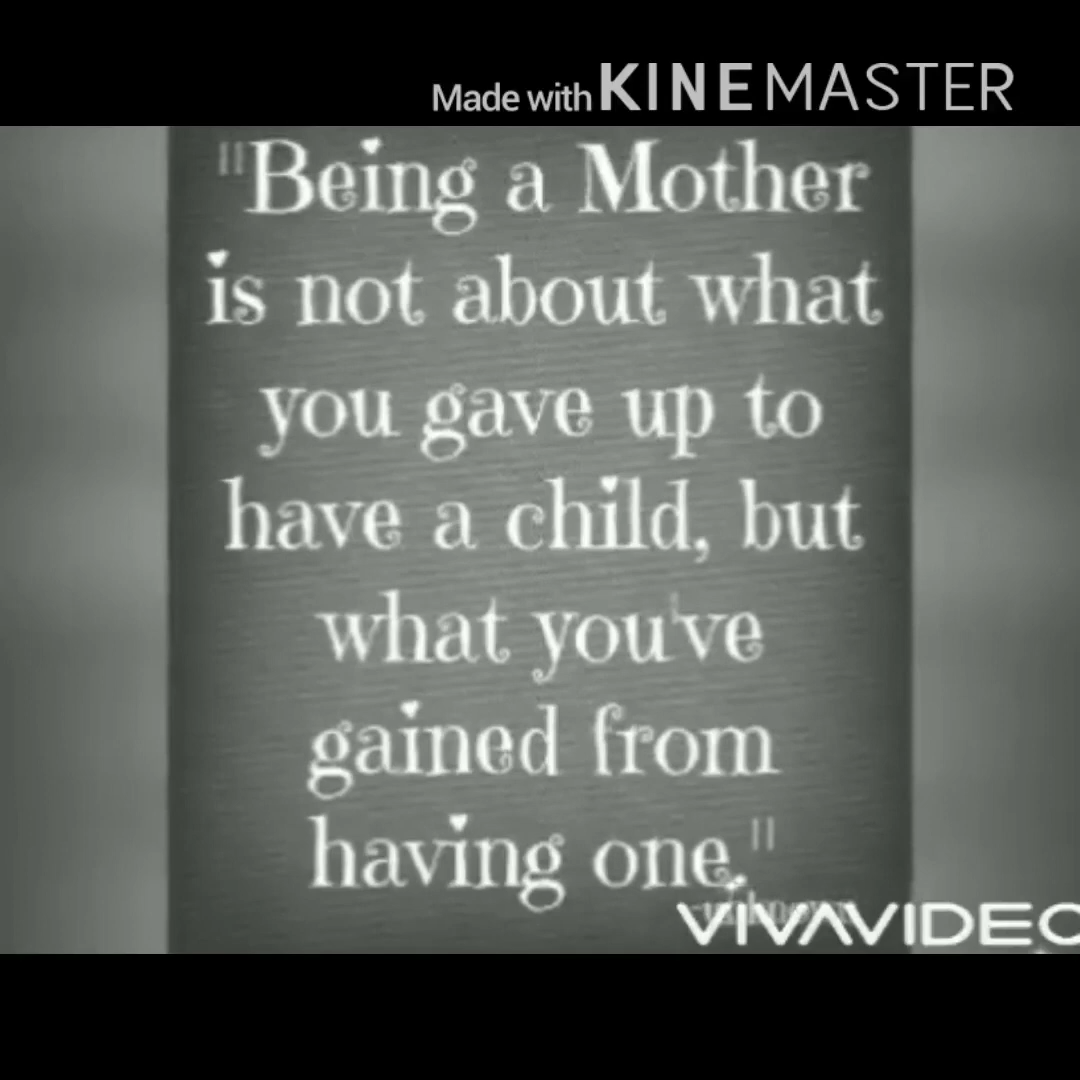 Made with KINEMASTER
"Being a Mother
is not about what
you gave up to
have a child, but
what you've
gained from
having one."
VIVAVIDEO